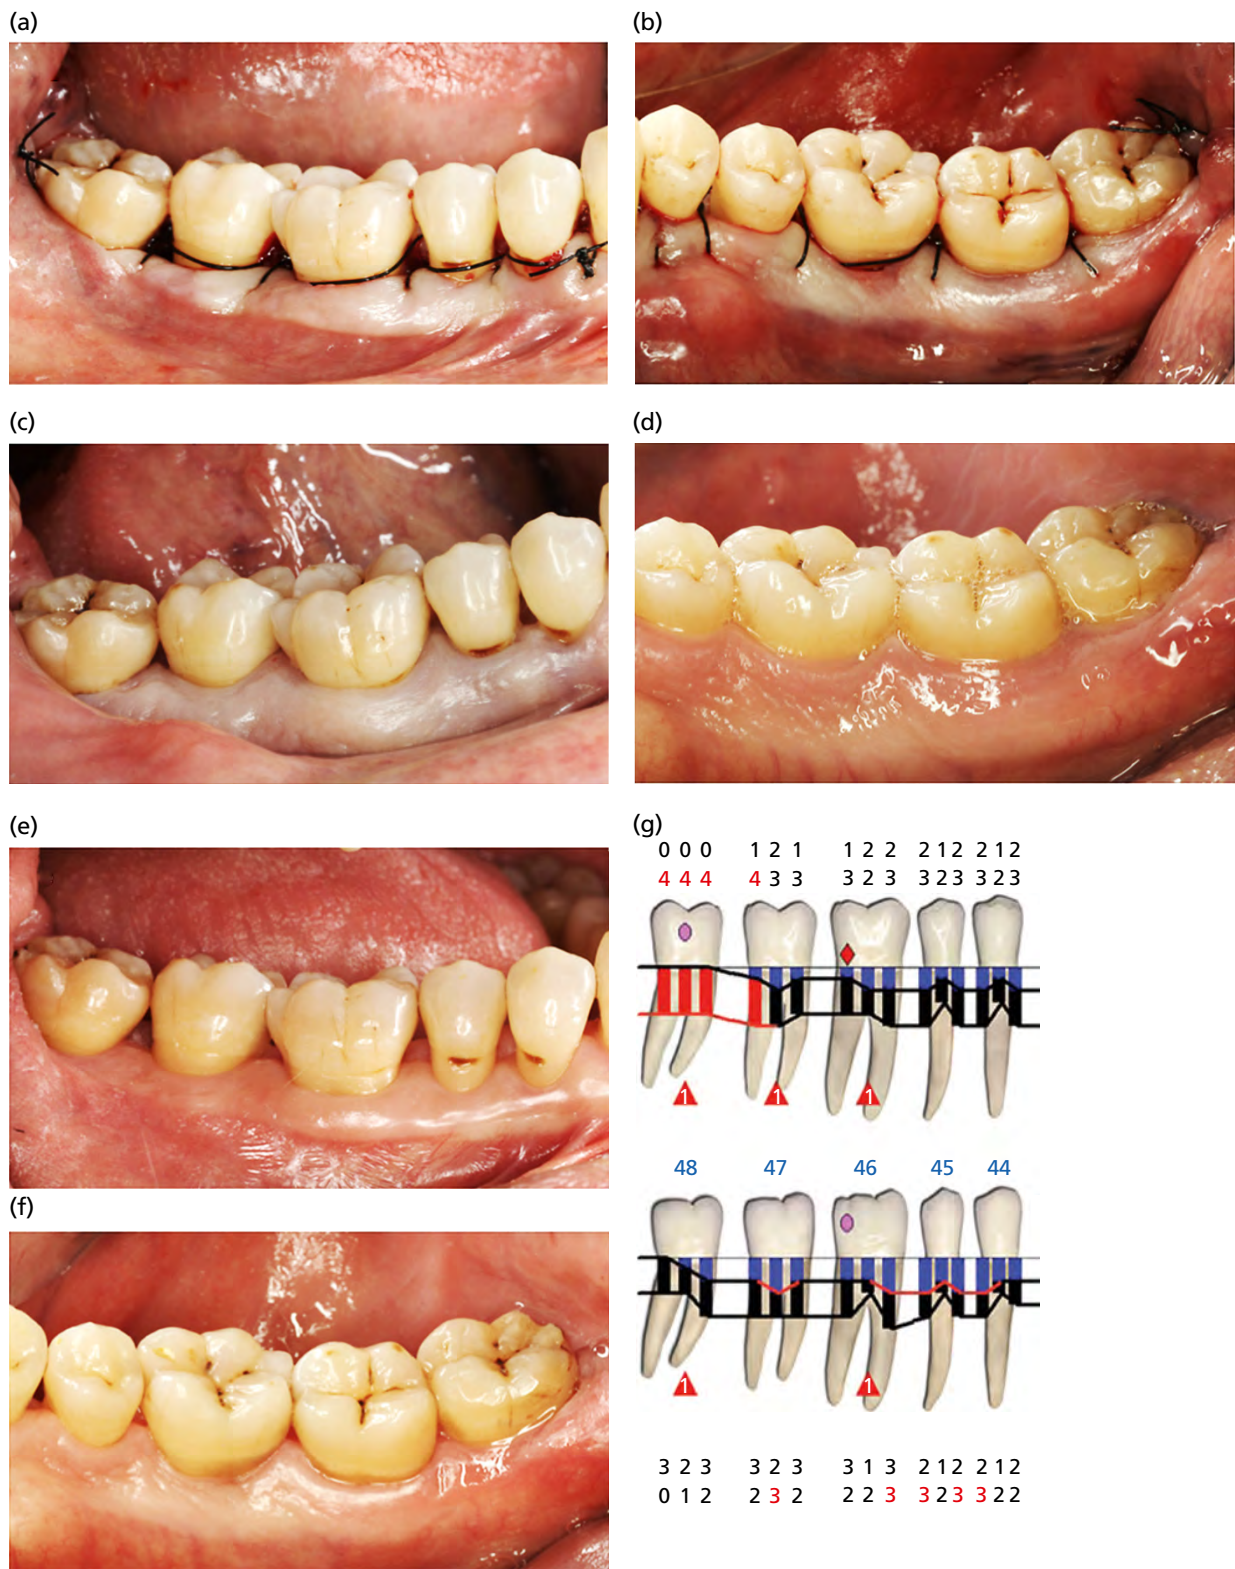 (a)
(b)
(c)
(d)
(e)
(g)
0 0 0 1 2 1 1 2 2 2 1 2 2 1 2
4 4 4 4 3 3 3 2 3 3 2 3 3 2 3
1 1 1
48 47 46 45 44
(f)
1 1
3 2 3 3 2 3 3 1 3 2 1 2 2 1 2
0 1 2 2 3 2 2 2 3 3 2 3 3 2 2